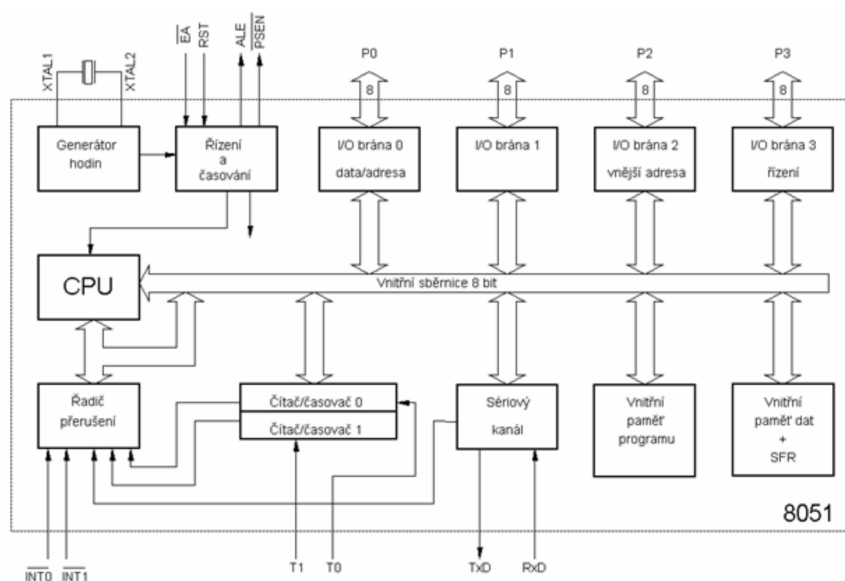 XTAL1
XTAL2
EA
RST
ALE
PSEN
P0
P1
P2
P3
8
8
8
8
Generátor
hodin
Řízení
a
časování
I/O brána 0
data/adresa
I/O brána 1
I/O brána 2
vnější adresa
I/O brána 3
řízení
CPU
Vnitřní sběrnice 8 bit
Řadič
přerušení
Čítač/časovač 0
Čítač/časovač 1
Sériový
kanál
Vnitřní
paměť
programu
Vnitřní
paměť dat
+
SFR
8051
INT0
INT1
T1
T0
TxD
RxD